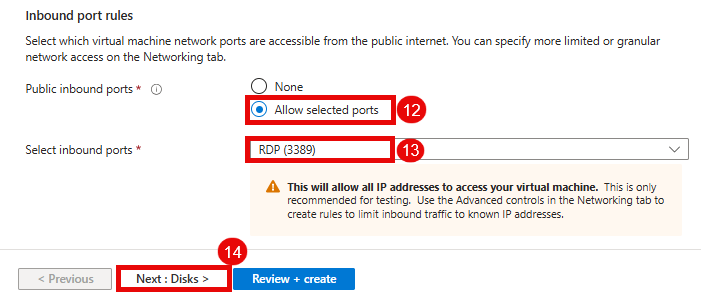 Inbound port rules
Select which virtual machine network ports are accessible from the public internet. You can specify more limited or granular
network access on the Networking tab.
Public inbound ports *
None
Allow selected ports
12
Select inbound ports *
RDP (3389)
13
This will allow all IP addresses to access your virtual machine. This is only
recommended for testing. Use the Advanced controls in the Networking tab to
create rules to limit inbound traffic to known IP addresses.
14
< Previous
Next : Disks >
Review + create